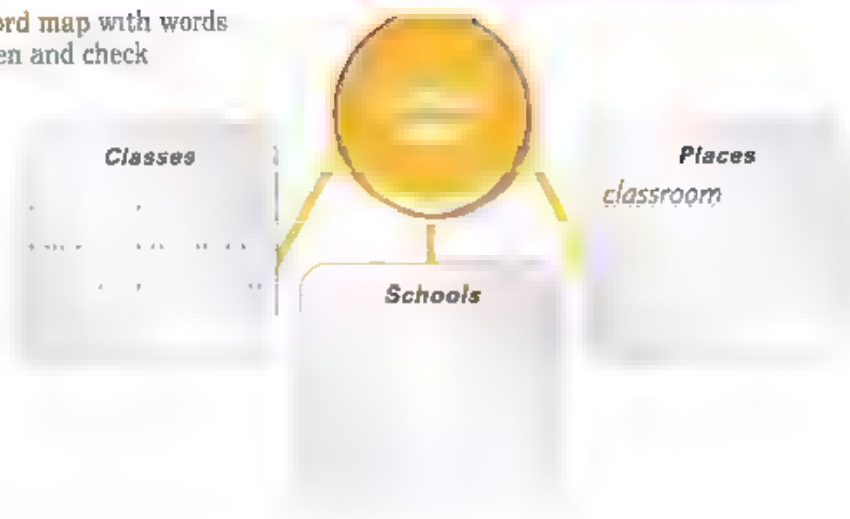 ord map with words
en and check
Classes
Places
classroom
Schools